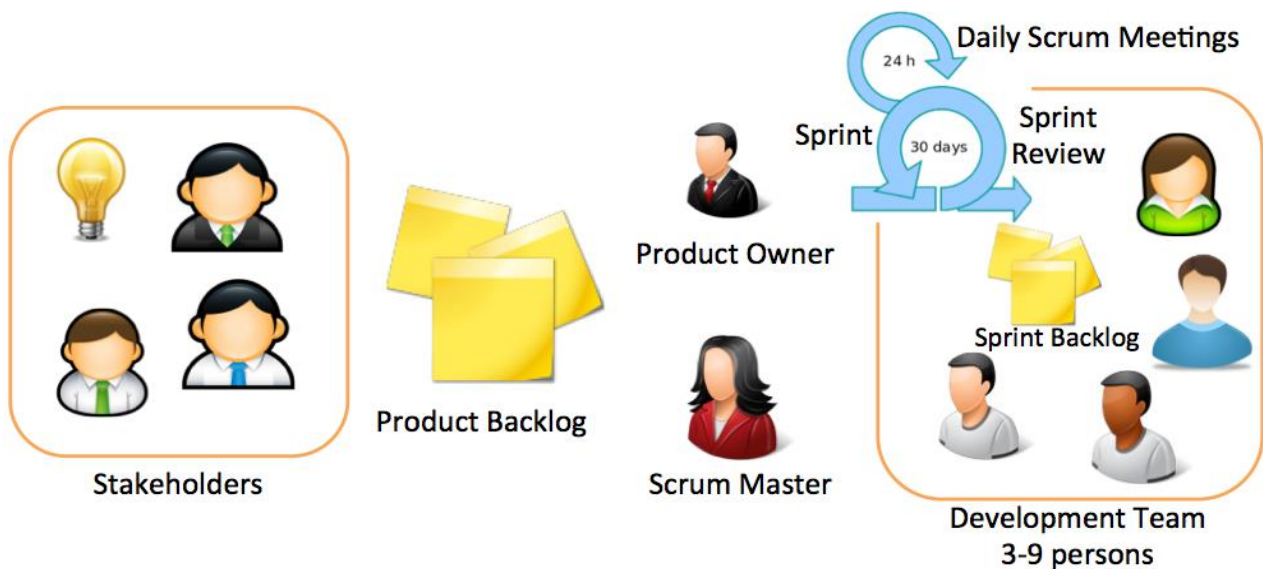 Stakeholders
Product Backlog
Product Owner
Scrum Master
Daily Scrum Meetings
24 h
Sprint
30 days
Sprint
Review
Sprint Backlog
Development Team
3-9 persons